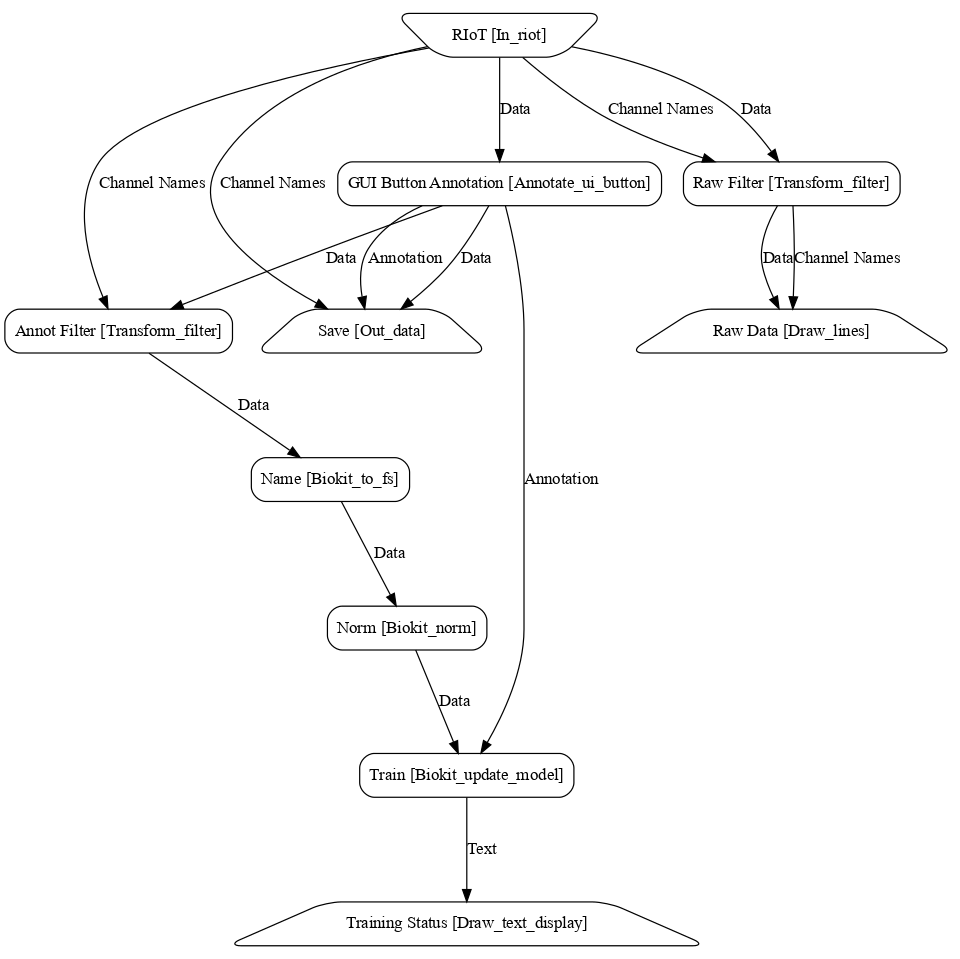 RIoT [In_riot]
Data
Channel Names
Data
Channel Names
Channel Names
GUI Button Annotation [Annotate_ui_button]
Raw Filter [Transform_filter]
Data
Annotation
Data
Data
Channel Names
Annot Filter [Transform_filter]
Save [Out_data]
Raw Data [Draw_lines]
Data
Name [Biokit_to_fs]
Annotation
Data
Norm [Biokit_norm]
Data
Train [Biokit_update_model]
Text
Training Status [Draw_text_display]